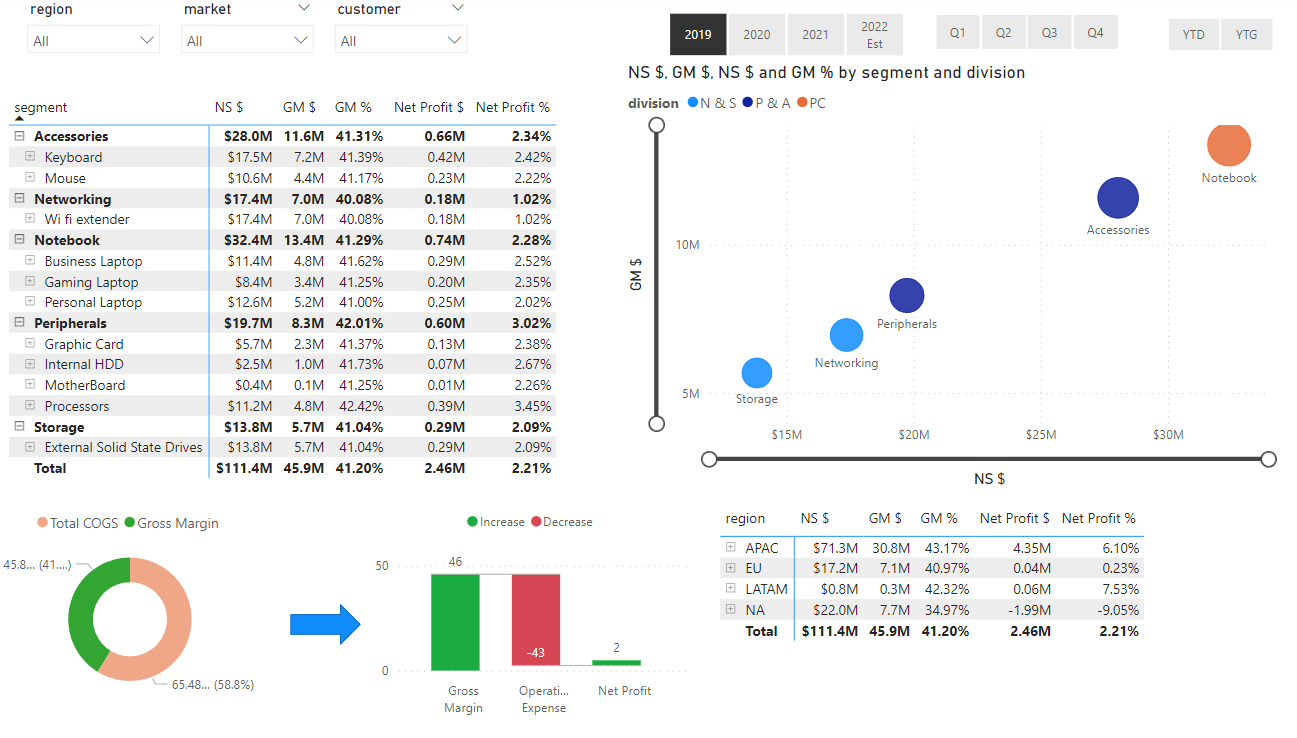 region market customer
All All All
2019 2020 2021 2022 Est Q1 Q2 Q3 Q4 YTD YTG
NS $, GM $, NS $ and GM % by segment and division
division N & S P & A PC
segment NS $ GM $ GM % Net Profit $ Net Profit %
Accessories $28.0M 11.6M 41.31% 0.66M 2.34%
Keyboard $17.5M 7.2M 41.39% 0.42M 2.42%
Mouse $10.6M 4.4M 41.17% 0.23M 2.22%
Networking $17.4M 7.0M 40.08% 0.18M 1.02%
Wi fi extender $17.4M 7.0M 40.08% 0.18M 1.02%
Notebook $32.4M 13.4M 41.29% 0.74M 2.28%
Business Laptop $11.4M 4.8M 41.62% 0.29M 2.52%
Gaming Laptop $8.4M 3.4M 41.25% 0.20M 2.35%
Personal Laptop $12.6M 5.2M 41.00% 0.25M 2.02%
Peripherals $19.7M 8.3M 42.01% 0.60M 3.02%
Graphic Card $5.7M 2.3M 41.37% 0.13M 2.38%
Internal HDD $2.5M 1.0M 41.73% 0.07M 2.67%
MotherBoard $0.4M 0.1M 41.25% 0.01M 2.26%
Processors $11.2M 4.8M 42.42% 0.39M 3.45%
Storage $13.8M 5.7M 41.04% 0.29M 2.09%
External Solid State Drives $13.8M 5.7M 41.04% 0.29M 2.09%
Total $111.4M 45.9M 41.20% 2.46M 2.21%
Notebook
Accessories
10M
GM $
Peripherals
Networking
5M
Storage
$15M $20M $25M $30M
NS $
Total COGS Gross Margin
45.8... (41....)
65.48... (58.8%)
Increase Decrease
50
46
-43
2
0
Gross Margin
Operati... Expense
Net Profit
region NS $ GM $ GM % Net Profit $ Net Profit %
APAC $71.3M 30.8M 43.17% 4.35M 6.10%
EU $17.2M 7.1M 40.97% 0.04M 0.23%
LATAM $0.8M 0.3M 42.32% 0.06M 7.53%
NA $22.0M 7.7M 34.97% -1.99M -9.05%
Total $111.4M 45.9M 41.20% 2.46M 2.21%